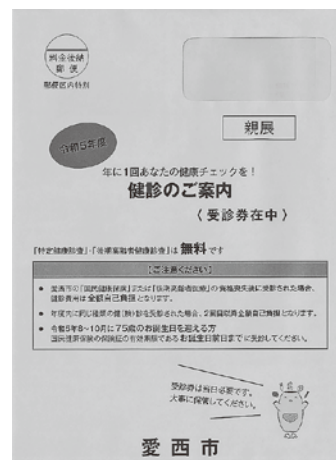 料金後納
郵便
郵便区内特別
親展
令和5年度
年に1回あなたの健康チェックを!
健診のご案内
〈受診券在中〉
『特定健康診査』・『後期高齢者健康診査』は 無料 です
【ご注意ください】
● 愛西市の『国民健康保険』または『後期高齢者医療』の資格喪失後に受診された場合、
健診費用は全額自己負担となります。
● 年度内に同じ種類の健(検)診を受診された場合、2回目以降全額自己負担となります。
● 令和5年8～10月に75歳のお誕生日を迎える方
国民健康保険の保険証の有効期限であるお誕生日前日までに受診してください。
受診券は当日必要です。
大事に保管してください。
愛西市